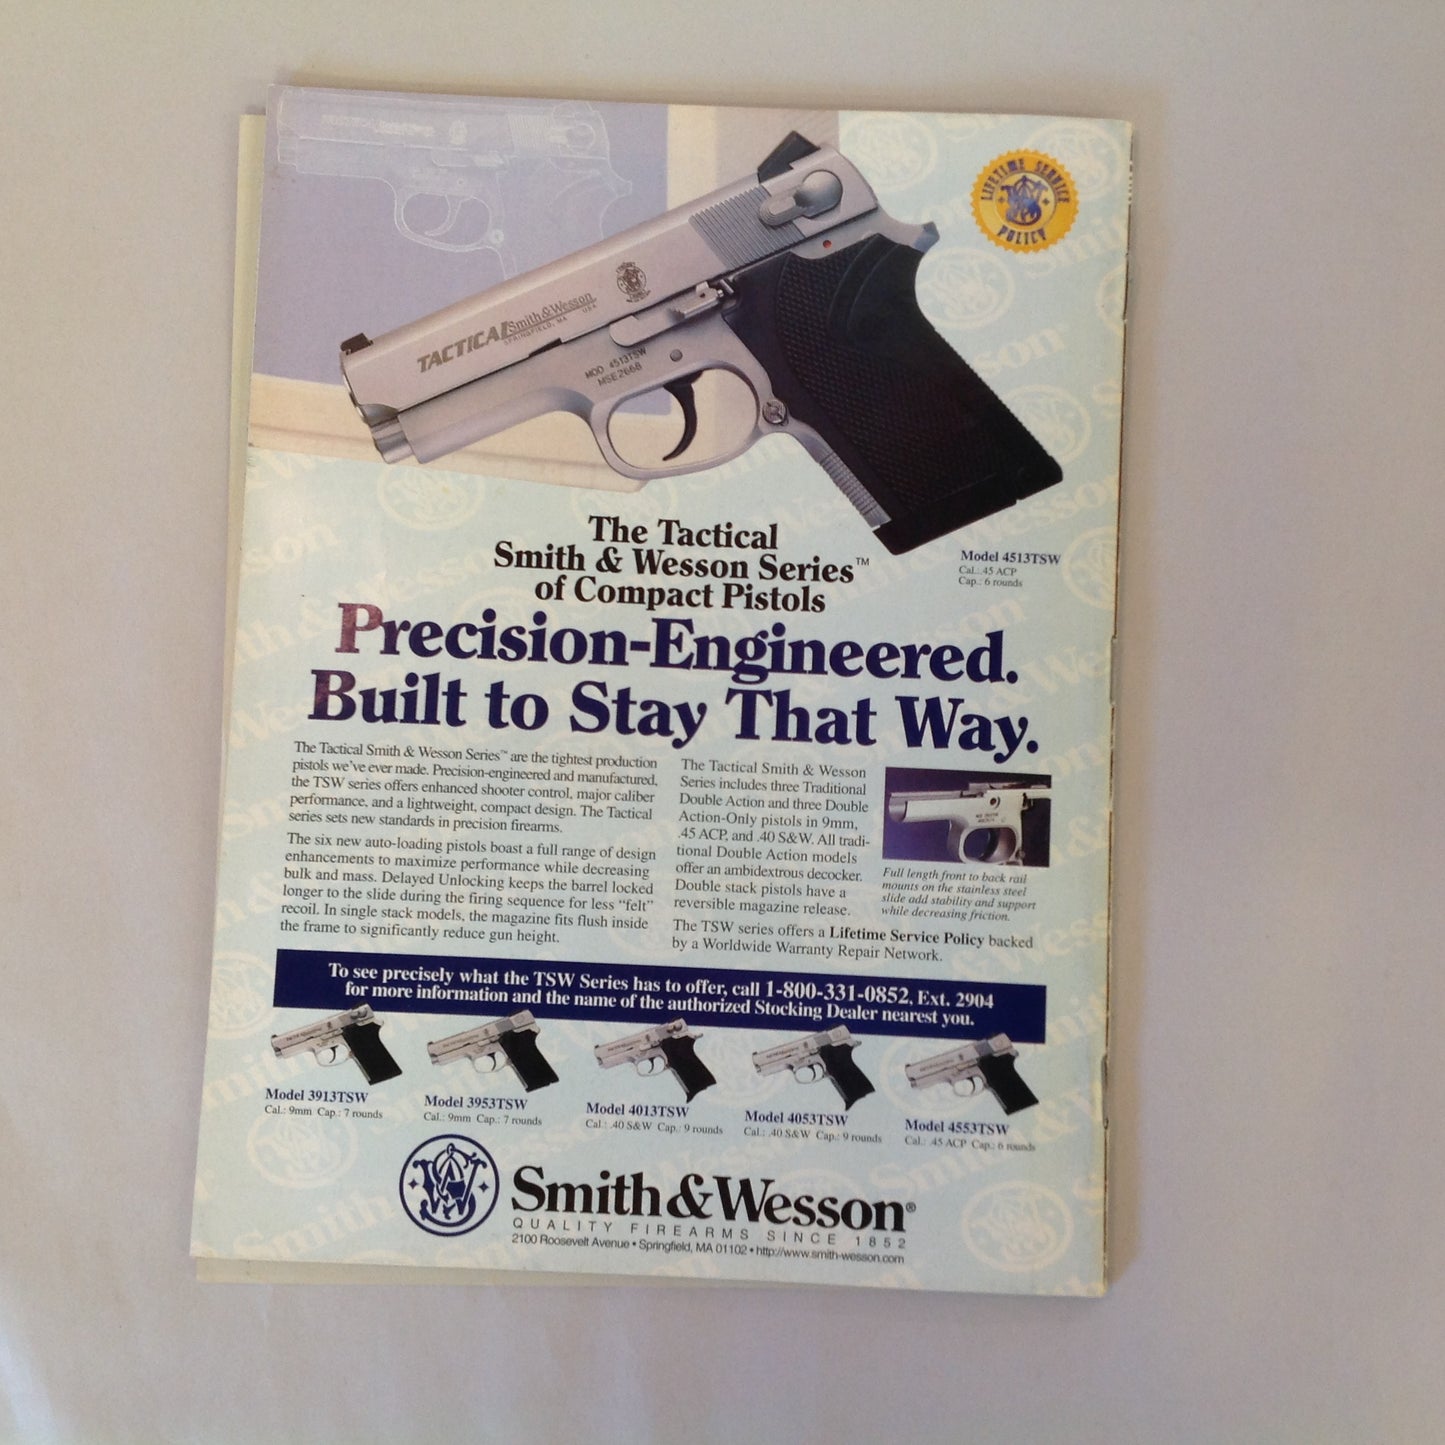 LIFETIME SERVICE
POLICY
TACTICAL Smith & Wesson
SPRINGFIELD, MA USA
MOD 4513TSW
MSE2668
The Tactical
Smith & Wesson Series™
of Compact Pistols
Model 4513TSW
Cal.: .45 ACP
Cap.: 6 rounds
Precision-Engineered.
Built to Stay That Way.
The Tactical Smith & Wesson Series™ are the tightest production
pistols we've ever made. Precision-engineered and manufactured,
the TSW series offers enhanced shooter control, major caliber
performance, and a lightweight, compact design. The Tactical
series sets new standards in precision firearms.
The six new auto-loading pistols boast a full range of design
enhancements to maximize performance while decreasing
bulk and mass. Delayed Unlocking keeps the barrel locked
longer to the slide during the firing sequence for less "felt"
recoil. In single stack models, the magazine fits flush inside
the frame to significantly reduce gun height.
The Tactical Smith & Wesson
Series includes three Traditional
Double Action and three Double
Action-Only pistols in 9mm,
.45 ACP, and .40 S&W. All tradi-
tional Double Action models
offer an ambidextrous decocker.
Double stack pistols have a
reversible magazine release.
The TSW series offers a Lifetime Service Policy backed
by a Worldwide Warranty Repair Network.
Full length front to back rail
mounts on the stainless steel
slide add stability and support
while decreasing friction.
To see precisely what the TSW Series has to offer, call 1-800-331-0852, Ext. 2904
for more information and the name of the authorized Stocking Dealer nearest you.
Model 3913TSW
Cal.: 9mm Cap.: 7 rounds
Model 3953TSW
Cal.: 9mm Cap.: 7 rounds
Model 4013TSW
Cal.: .40 S&W Cap.: 9 rounds
Model 4053TSW
Cal.: .40 S&W Cap.: 9 rounds
Model 4553TSW
Cal.: .45 ACP Cap.: 6 rounds
Smith & Wesson®
QUALITY FIREARMS SINCE 1852
2100 Roosevelt Avenue • Springfield, MA 01102 • http://www.smith-wesson.com